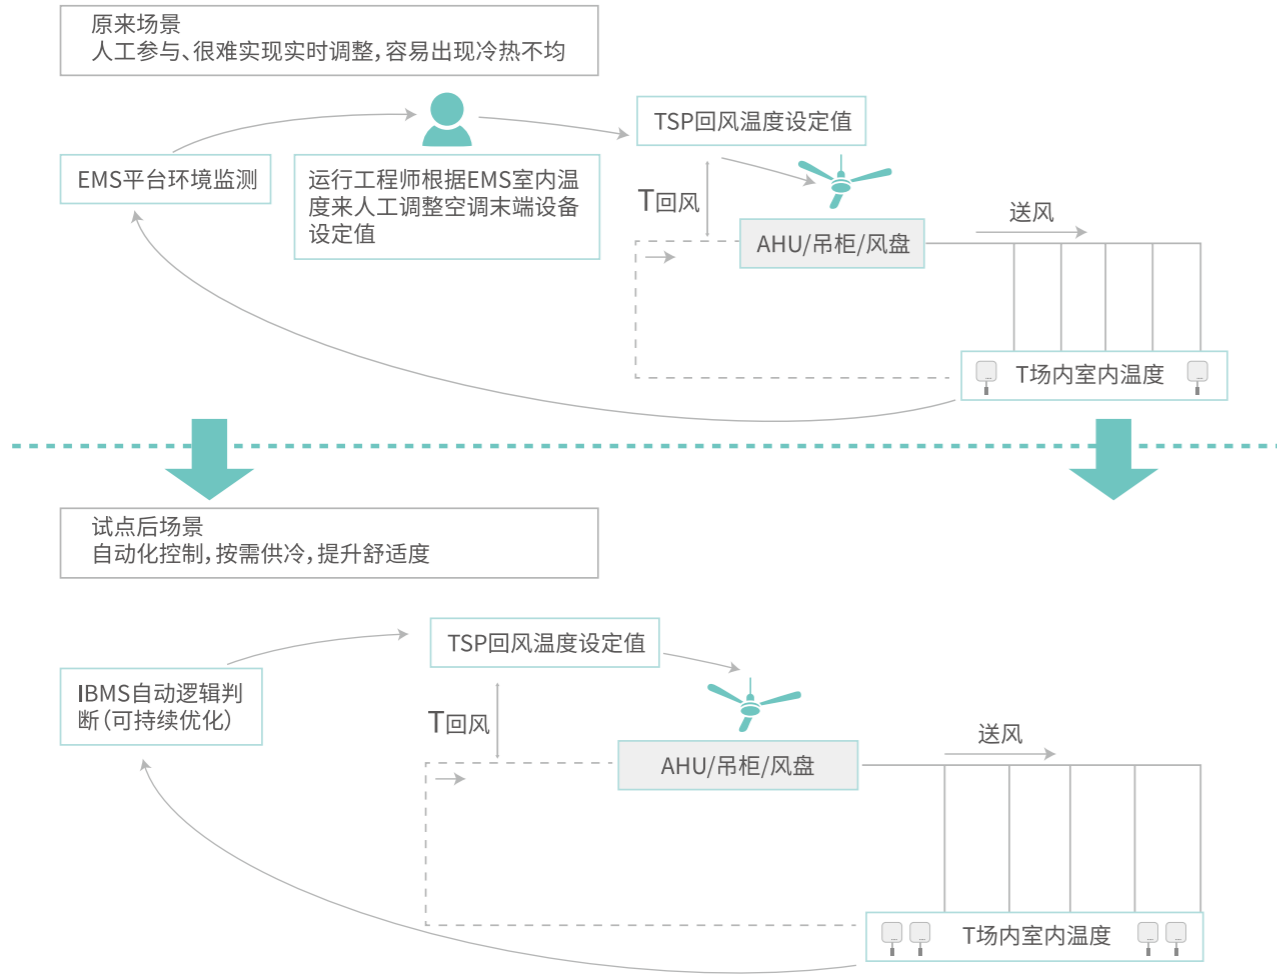 原来场景
人工参与、很难实现实时调整，容易出现冷热不均
TSP回风温度设定值
EMS平台环境监测
运行工程师根据EMS室内温
度来人工调整空调末端设备
设定值
T回风
送风
AHU/吊柜/风盘
T场内室内温度
试点后场景
自动化控制，按需供冷，提升舒适度
TSP回风温度设定值
IBMS自动逻辑判
断（可持续优化）
T回风
送风
AHU/吊柜/风盘
T场内室内温度